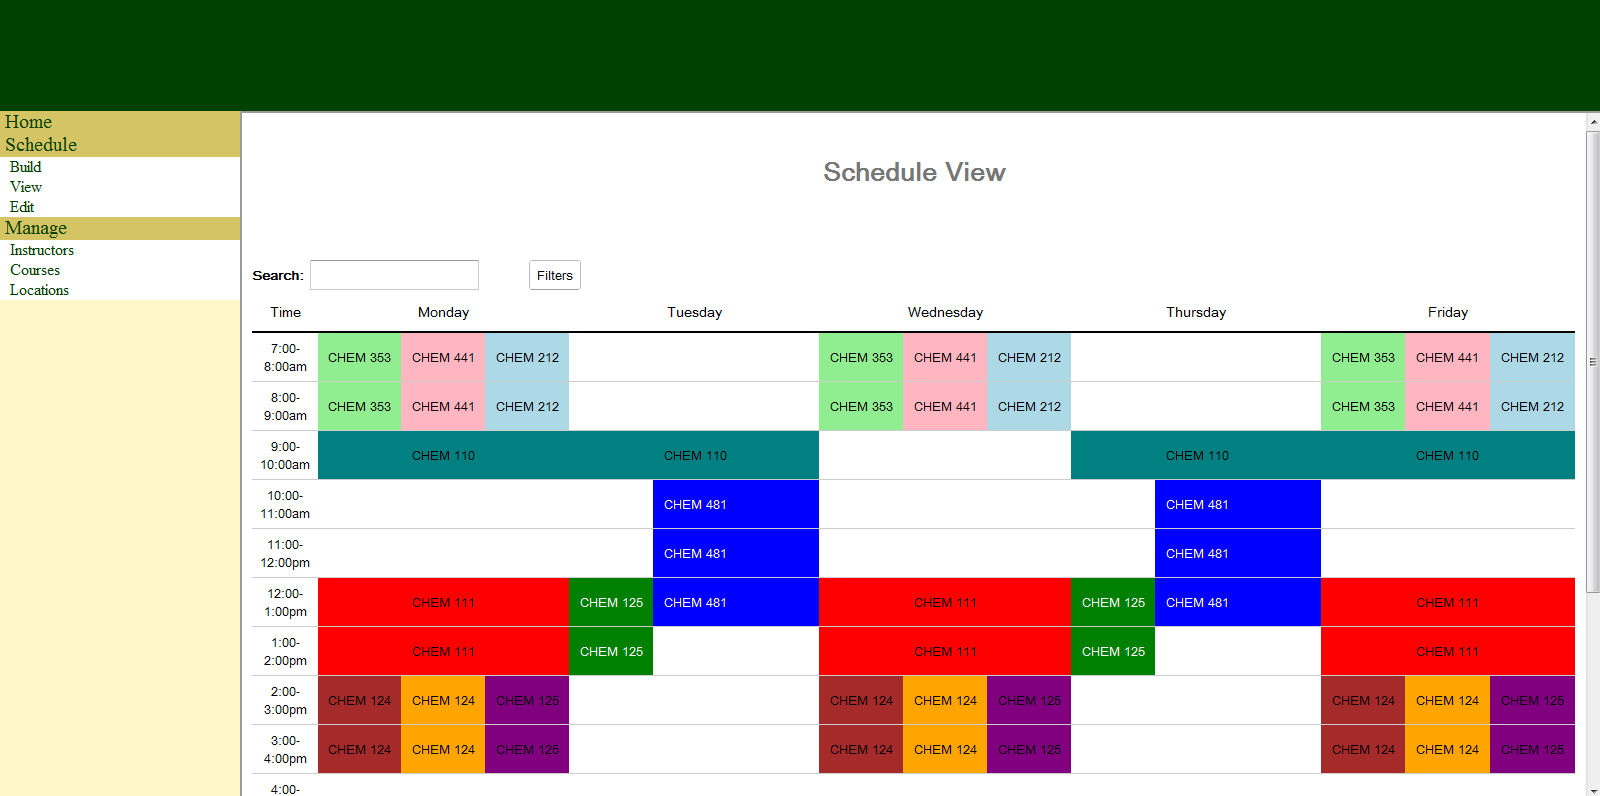 Home
Schedule
Build
View
Edit
Manage
Instructors
Courses
Locations
Schedule View
Search: Filters
Time Monday Tuesday Wednesday Thursday Friday
7:00-
8:00am CHEM 353 CHEM 441 CHEM 212 CHEM 353 CHEM 441 CHEM 212 CHEM 353 CHEM 441 CHEM 212
8:00-
9:00am CHEM 353 CHEM 441 CHEM 212 CHEM 353 CHEM 441 CHEM 212 CHEM 353 CHEM 441 CHEM 212
9:00-
10:00am CHEM 110 CHEM 110 CHEM 110 CHEM 110
10:00-
11:00am CHEM 481 CHEM 481
11:00-
12:00pm CHEM 481 CHEM 481
12:00-
1:00pm CHEM 111 CHEM 125 CHEM 481 CHEM 111 CHEM 125 CHEM 481 CHEM 111
1:00-
2:00pm CHEM 111 CHEM 125 CHEM 111 CHEM 125 CHEM 111
2:00-
3:00pm CHEM 124 CHEM 124 CHEM 125 CHEM 124 CHEM 124 CHEM 125 CHEM 124 CHEM 124 CHEM 125
3:00-
4:00pm CHEM 124 CHEM 124 CHEM 125 CHEM 124 CHEM 124 CHEM 125 CHEM 124 CHEM 124 CHEM 125
4:00-